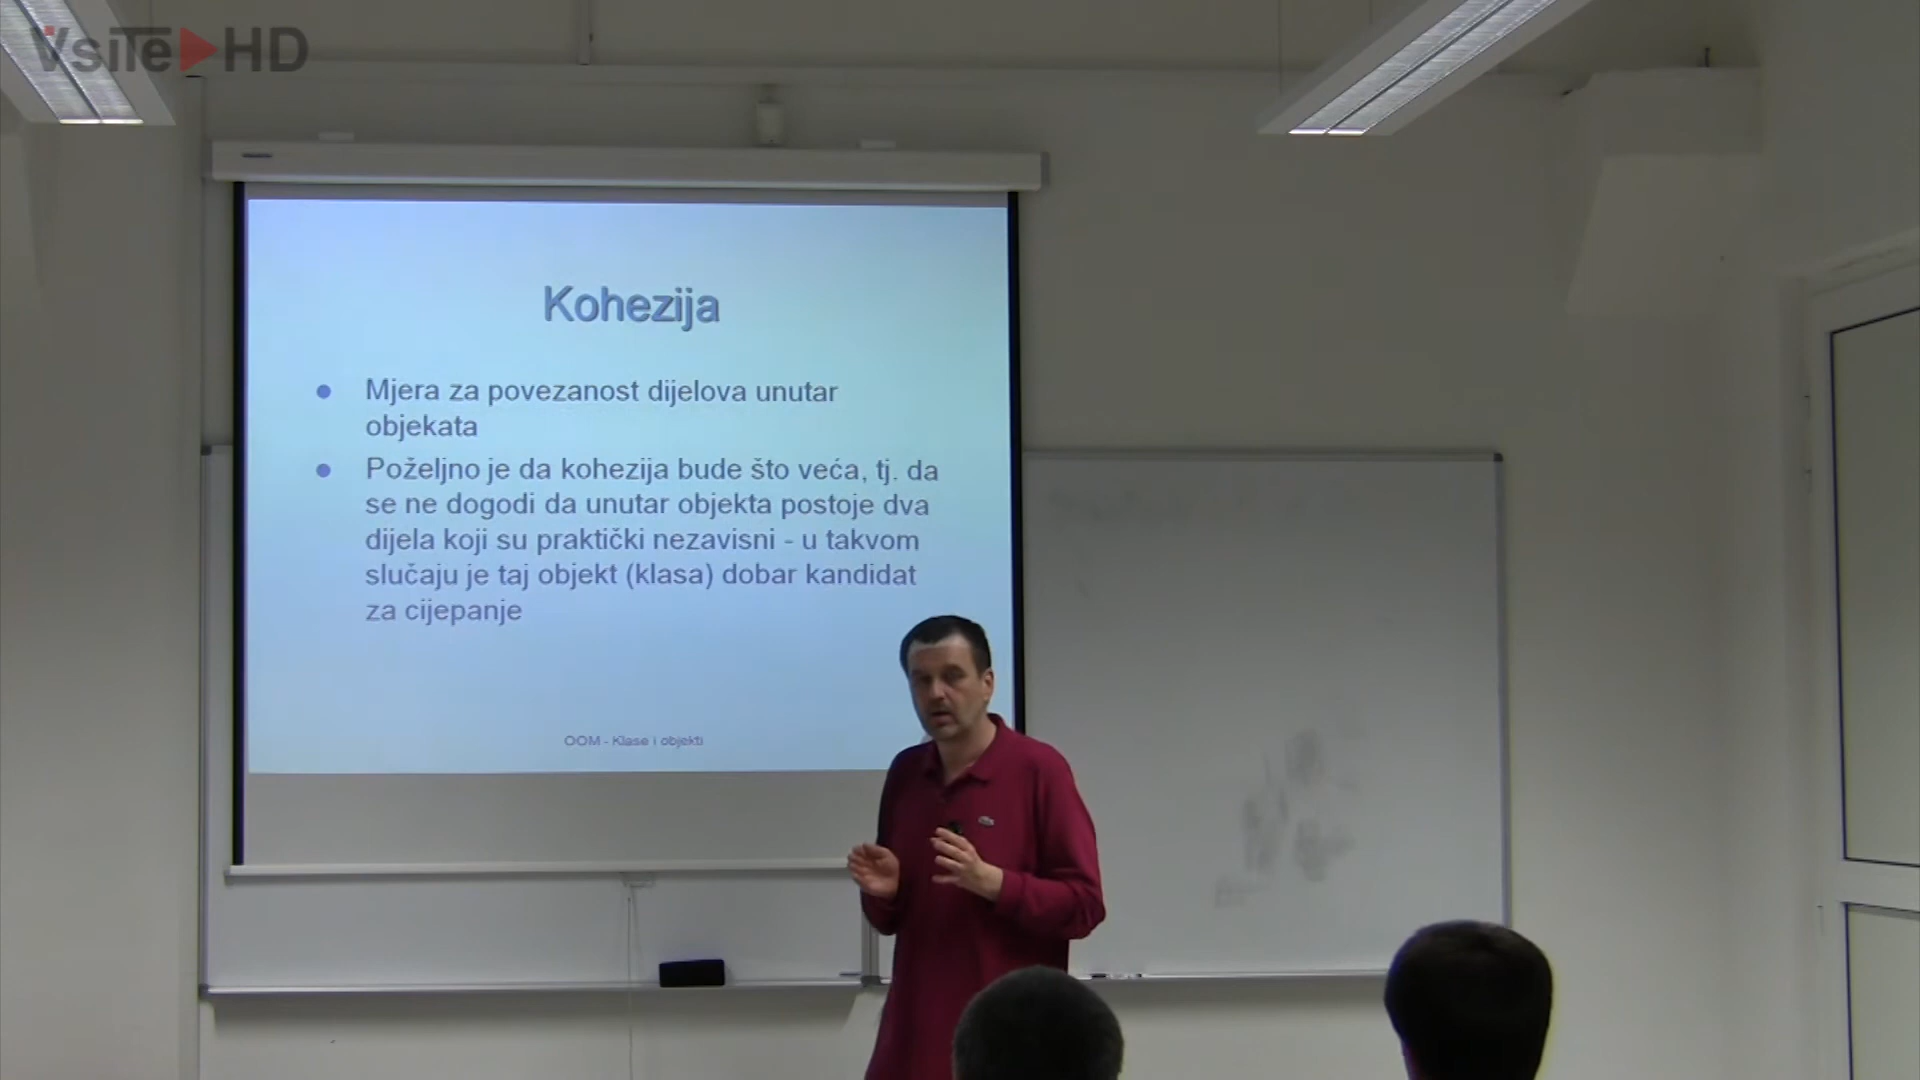 VsiTe HD
Kohezija
Mjera za povezanost dijelova unutar
objekata
Poželjno je da kohezija bude što veća, tj. da
se ne dogodi da unutar objekta postoje dva
dijela koji su praktički nezavisni - u takvom
slučaju je taj objekt (klasa) dobar kandidat
za cijepanje
OOM - Klase i objekti